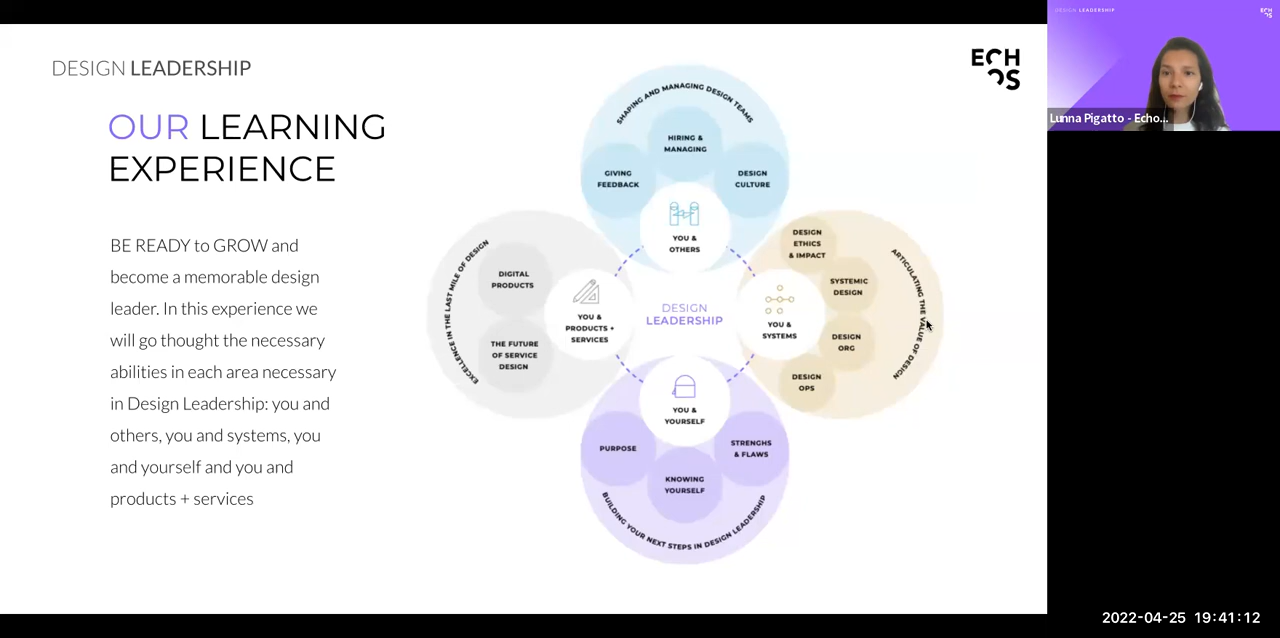 DESIGN LEADERSHIP
ECHOS
OUR LEARNING
EXPERIENCE
BE READY to GROW and
become a memorable design
leader. In this experience we
will go thought the necessary
abilities in each area necessary
in Design Leadership: you and
others, you and systems, you
and yourself and you and
products + services
SHAPING AND MANAGING DESIGN TEAMS
HIRING &
MANAGING
GIVING
FEEDBACK
DESIGN
CULTURE
YOU &
OTHERS
EXCELLENCE IN THE LAST MILE OF DESIGN
DIGITAL
PRODUCTS
THE FUTURE
OF SERVICE
DESIGN
YOU &
PRODUCTS +
SERVICES
DESIGN
LEADERSHIP
YOU &
SYSTEMS
DESIGN
ETHICS
& IMPACT
SYSTEMIC
DESIGN
DESIGN
ORG
DESIGN
OPS
ARTICULATING THE VALUE OF DESIGN
YOU &
YOURSELF
PURPOSE
KNOWING
YOURSELF
STRENGHS
& FLAWS
BUILDING YOUR NEXT STEPS IN DESIGN LEADERSHIP
DESIGN LEADERSHIP
ECHOS
Lunna Pigatto - Echo...
2022-04-25 19:41:12